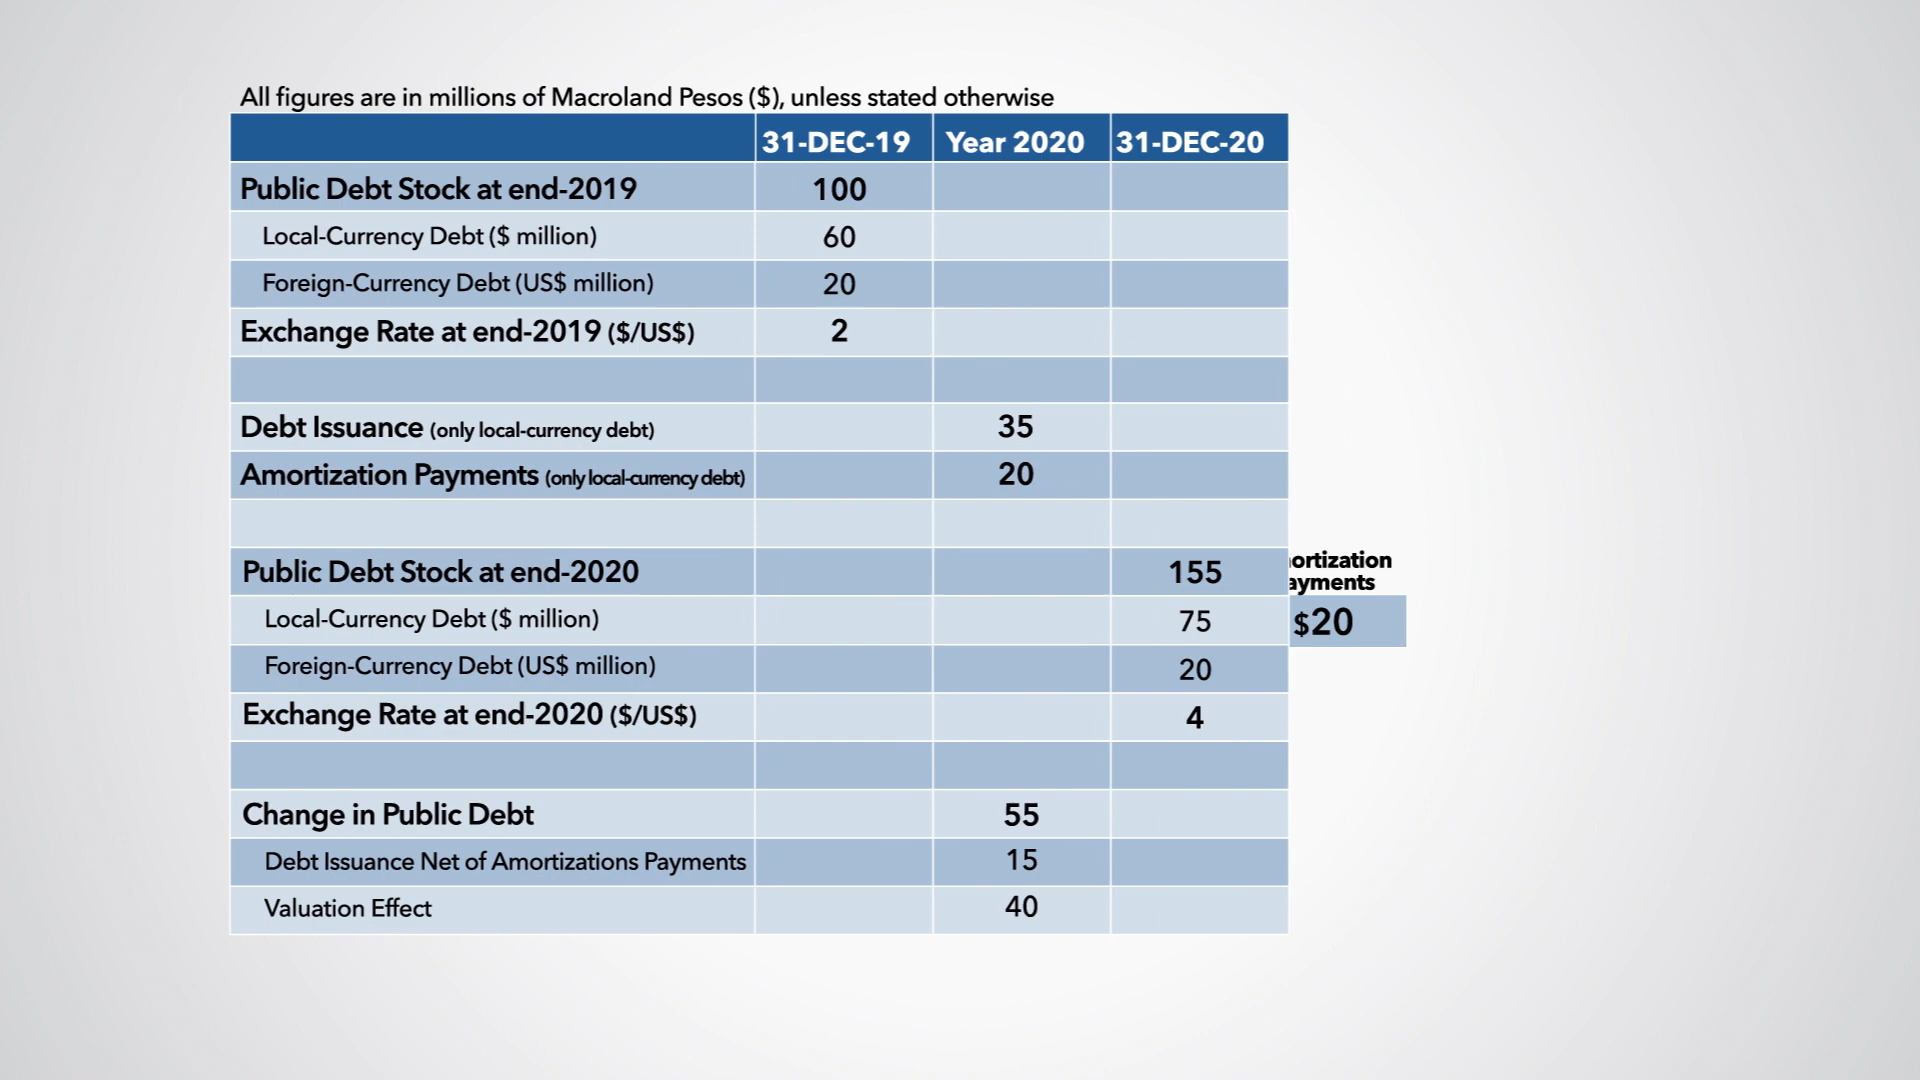 All figures are in millions of Macroland Pesos ($), unless stated otherwise
31-DEC-19 Year 2020 31-DEC-20
Public Debt Stock at end-2019 100
Local-Currency Debt ($ million) 60
Foreign-Currency Debt (US$ million) 20
Exchange Rate at end-2019 ($/US$) 2
Debt Issuance (only local-currency debt) 35
Amortization Payments (only local-currency debt) 20
Public Debt Stock at end-2020 155
ortization
ayments
Local-Currency Debt ($ million) 75 $20
Foreign-Currency Debt (US$ million) 20
Exchange Rate at end-2020 ($/US$) 4
Change in Public Debt 55
Debt Issuance Net of Amortizations Payments 15
Valuation Effect 40